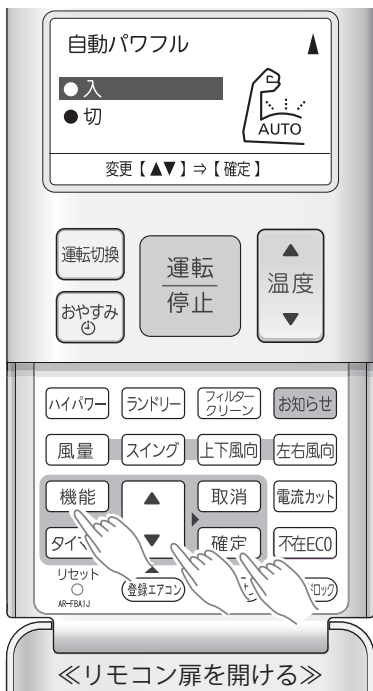 自動パワフル
入
切
AUTO
変更【▲▼】⇒【確定】
運転切換
運転
停止
温度
おやすみ
ハイパワー ランドリー フィルター
クリーン お知らせ
風量 スイング 上下風向 左右風向
機能 取消 電流カット
確定 不在ECO
リセット
AR-FBA1J
登録エアコン
≪リモコン扉を開ける≫